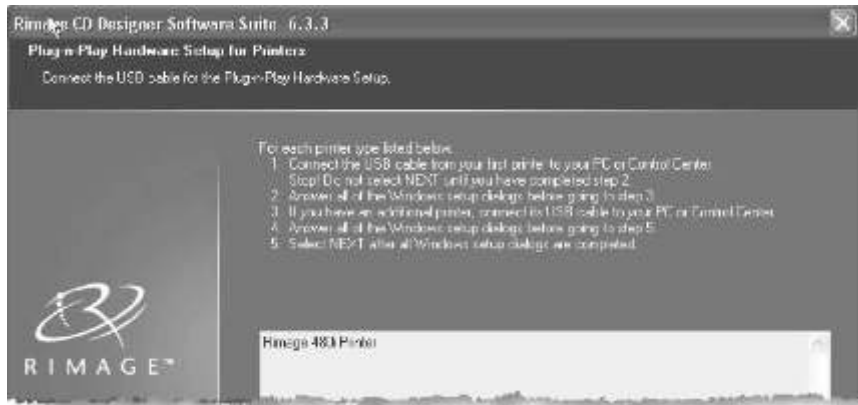 Rimage CD Designer Software Suite 6.3.3
Plug-n-Play Hardware Setup for Printers
Connect the USB cable for the Plug-n-Play Hardware Setup.
For each printer type listed below:
1. Connect the USB cable from your first printer to your PC or Control Center.
Stop! Do not select NEXT until you have completed step 2.
2. Answer all of the Windows setup dialogs before going to step 3.
3. If you have an additional printer, connect its USB cable to your PC or Control Center.
4. Answer all of the Windows setup dialogs before going to step 5.
5. Select NEXT after all Windows setup dialogs are completed.
Rimage 480i Printer
RIMAGE™